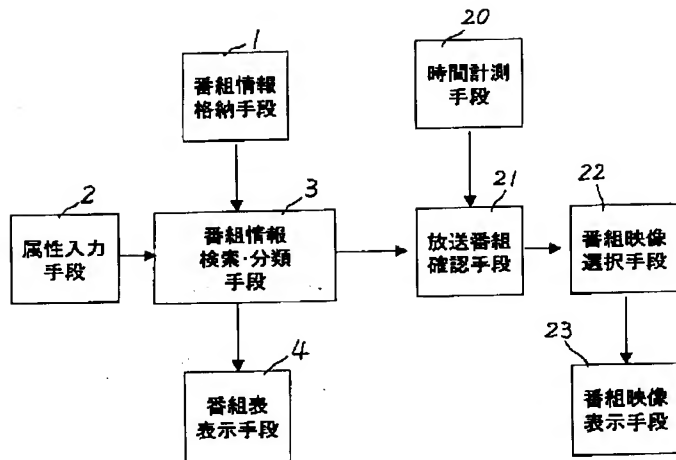 1
番組情報
格納手段
20
時間計測
手段
2
属性入力
手段
3
番組情報
検索・分類
手段
21
放送番組
確認手段
22
番組映像
選択手段
4
番組表
表示手段
23
番組映像
表示手段